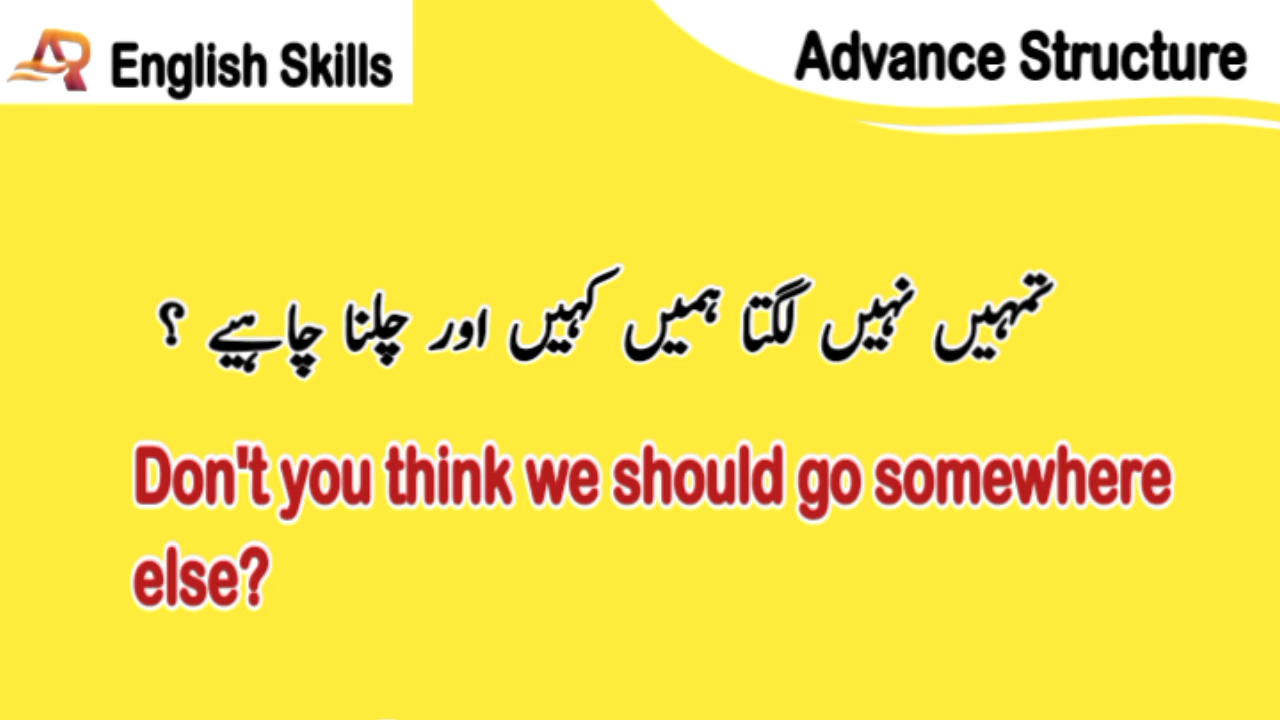 AR English Skills
Advance Structure
تمہیں نہیں لگتا ہمیں کہیں اور چلنا چاہیے ؟
Don't you think we should go somewhere
else?